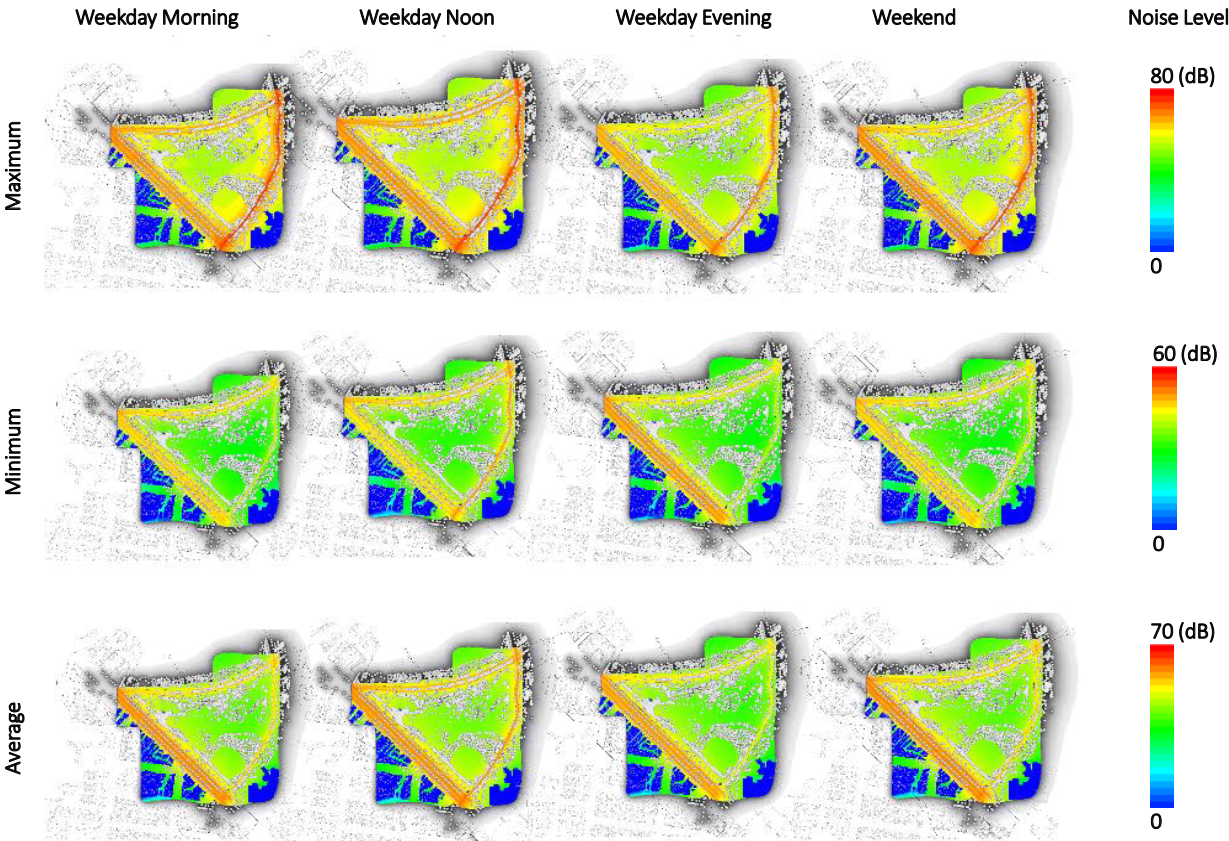 Weekday Morning
Weekday Noon
Weekday Evening
Weekend
Noise Level
Maximum
80 (dB)
0
Minimum
60 (dB)
0
Average
70 (dB)
0